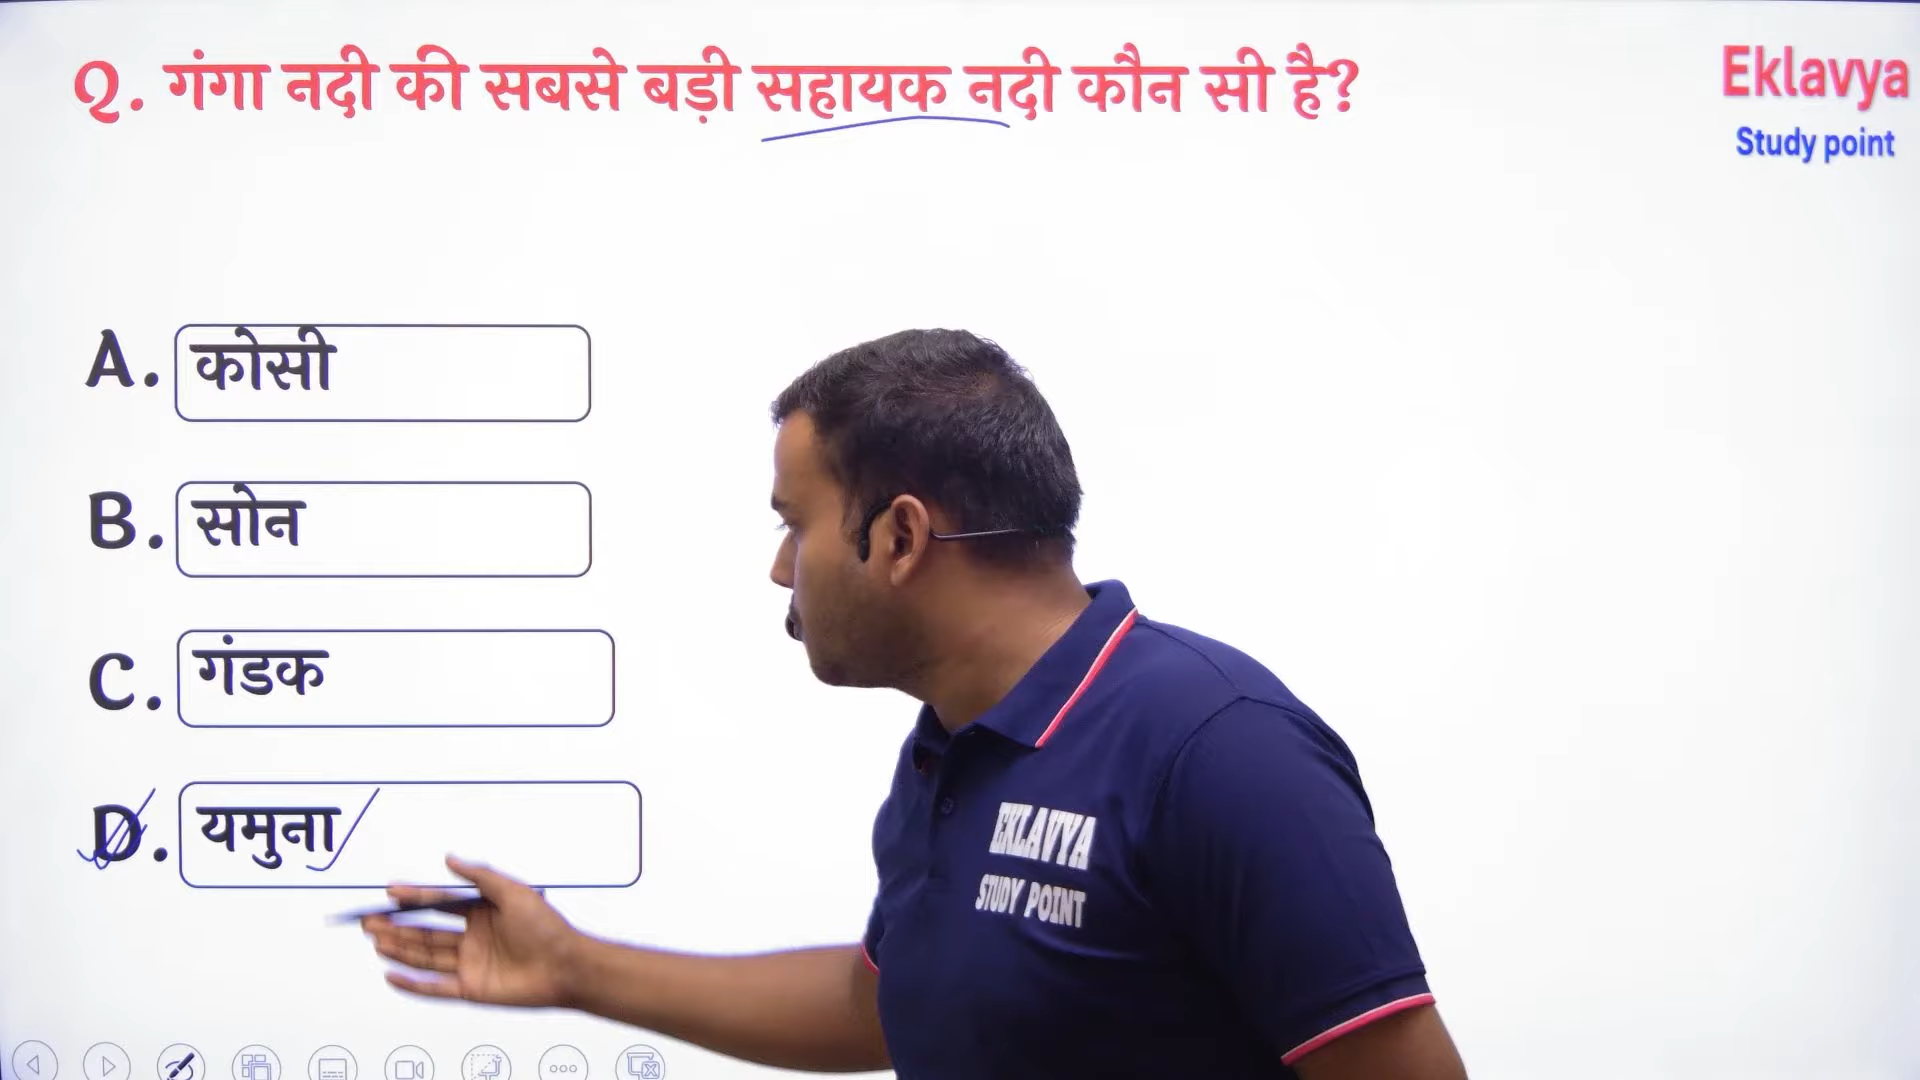 Q. गंगा नदी की सबसे बड़ी सहायक नदी कौन सी है?
Eklavya
Study point
A. कोसी
B. सोन
C. गंडक
D. यमुना
EKLAVYA
STUDY POINT